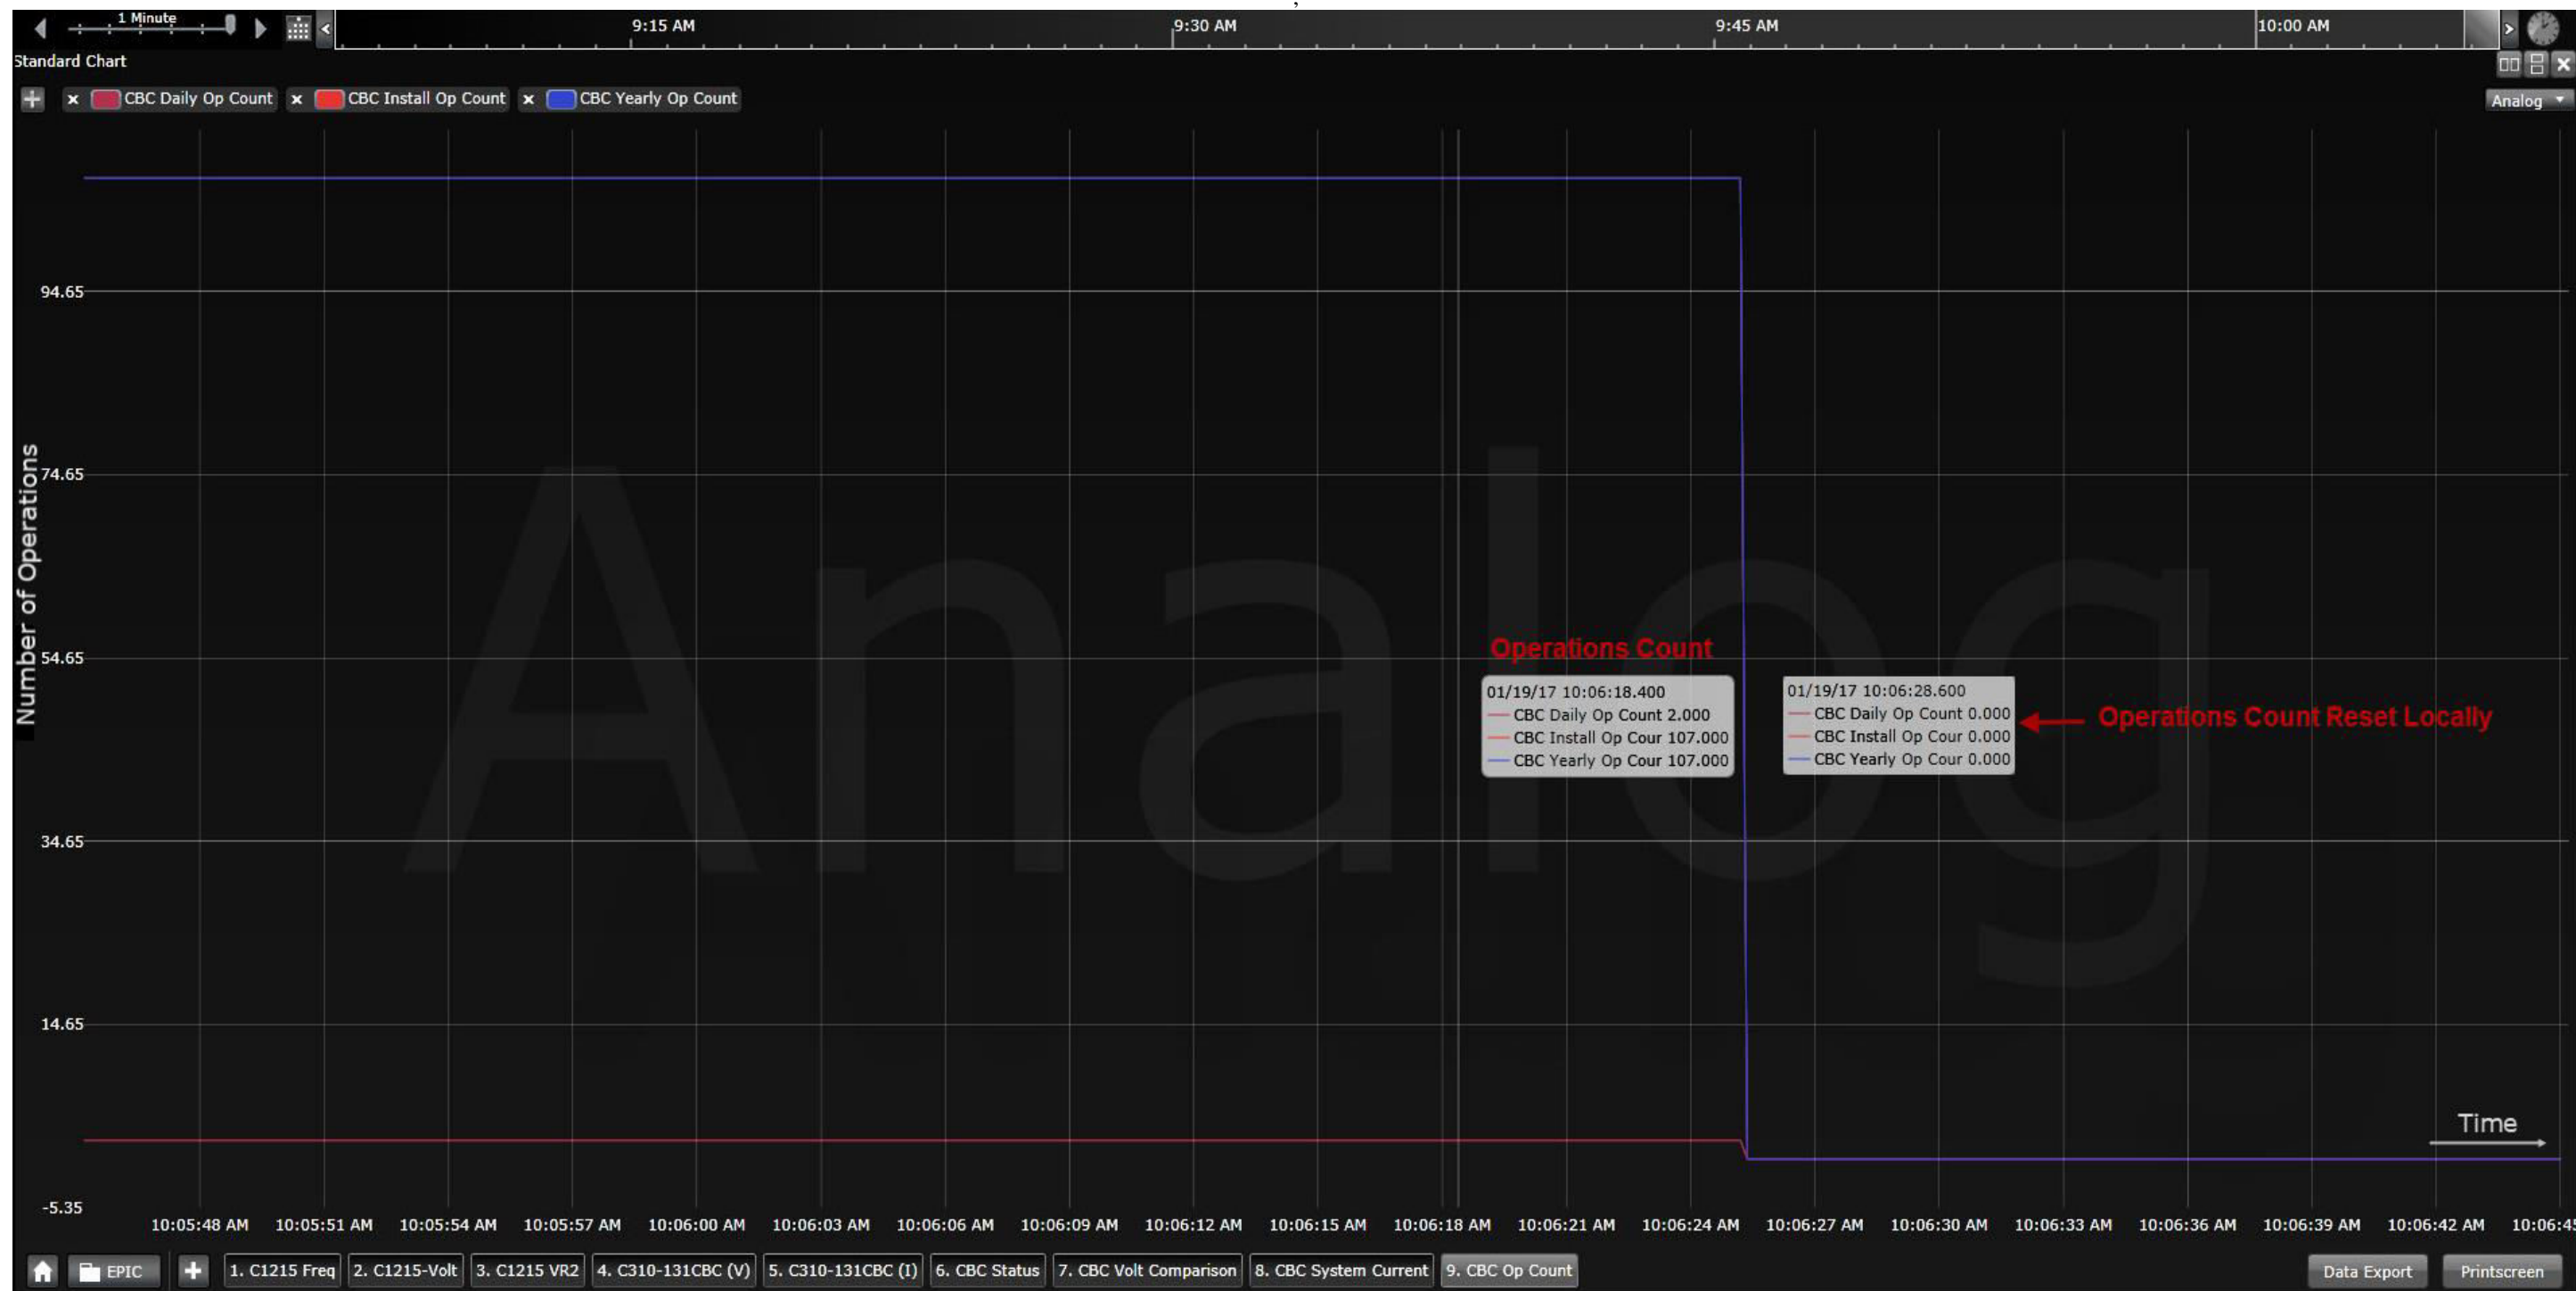 ,
1 Minute
9:15 AM
9:30 AM
9:45 AM
10:00 AM
Standard Chart
CBC Daily Op Count
CBC Install Op Count
CBC Yearly Op Count
Analog
94.65
74.65
54.65
34.65
14.65
-5.35
Number of Operations
Analog
Operations Count
01/19/17 10:06:18.400
CBC Daily Op Count 2.000
CBC Install Op Cour 107.000
CBC Yearly Op Cour 107.000
01/19/17 10:06:28.600
CBC Daily Op Count 0.000
CBC Install Op Cour 0.000
CBC Yearly Op Cour 0.000
Operations Count Reset Locally
Time
10:05:48 AM 10:05:51 AM 10:05:54 AM 10:05:57 AM 10:06:00 AM 10:06:03 AM 10:06:06 AM 10:06:09 AM 10:06:12 AM 10:06:15 AM 10:06:18 AM 10:06:21 AM 10:06:24 AM 10:06:27 AM 10:06:30 AM 10:06:33 AM 10:06:36 AM 10:06:39 AM 10:06:42 AM 10:06:45
EPIC
1. C1215 Freq
2. C1215-Volt
3. C1215 VR2
4. C310-131CBC (V)
5. C310-131CBC (I)
6. CBC Status
7. CBC Volt Comparison
8. CBC System Current
9. CBC Op Count
Data Export
Printscreen